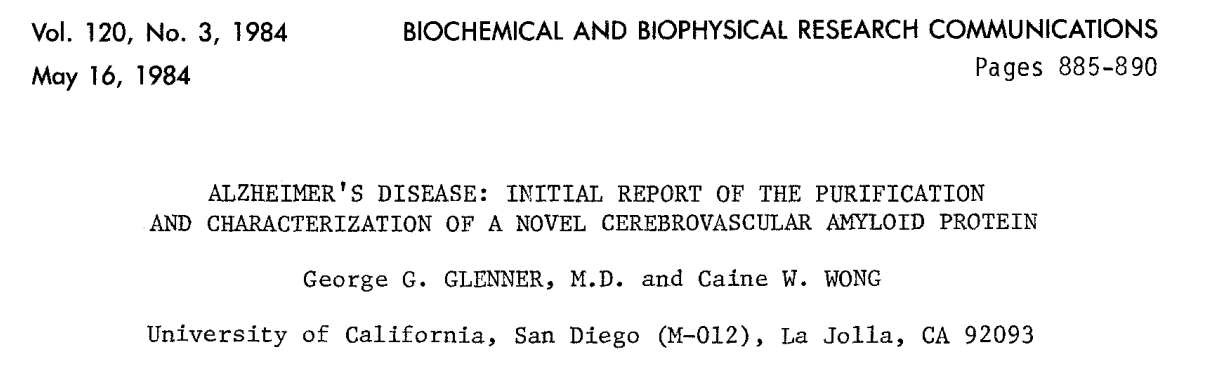 Vol. 120, No. 3, 1984 BIOCHEMICAL AND BIOPHYSICAL RESEARCH COMMUNICATIONS
May 16, 1984 Pages 885-890
ALZHEIMER'S DISEASE: INITIAL REPORT OF THE PURIFICATION
AND CHARACTERIZATION OF A NOVEL CEREBROVASCULAR AMYLOID PROTEIN
George G. GLENNER, M.D. and Caine W. WONG
University of California, San Diego (M-012), La Jolla, CA 92093